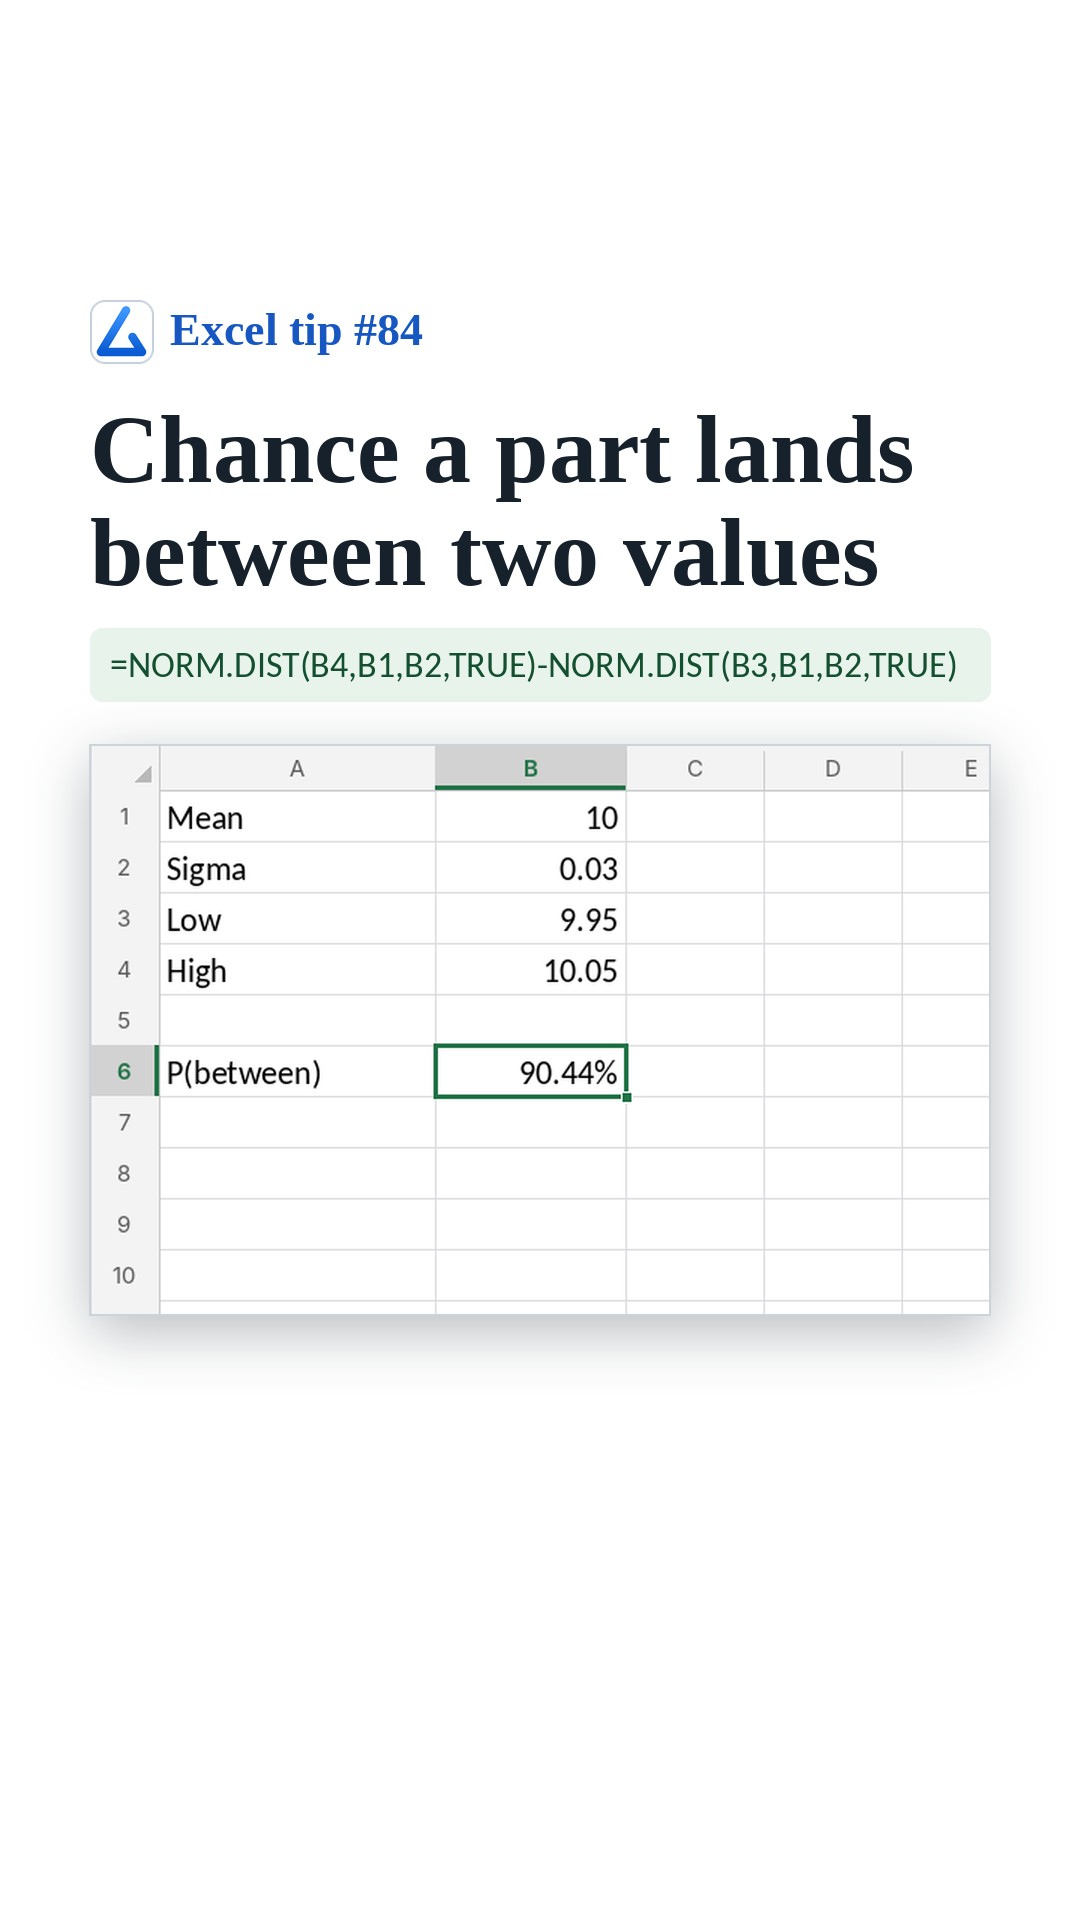 Excel tip #84
Chance a part lands
between two values
=NORM.DIST(B4,B1,B2,TRUE)-NORM.DIST(B3,B1,B2,TRUE)
A B C D E
1 Mean 10
2 Sigma 0.03
3 Low 9.95
4 High 10.05
5
6 P(between) 90.44%
7
8
9
10